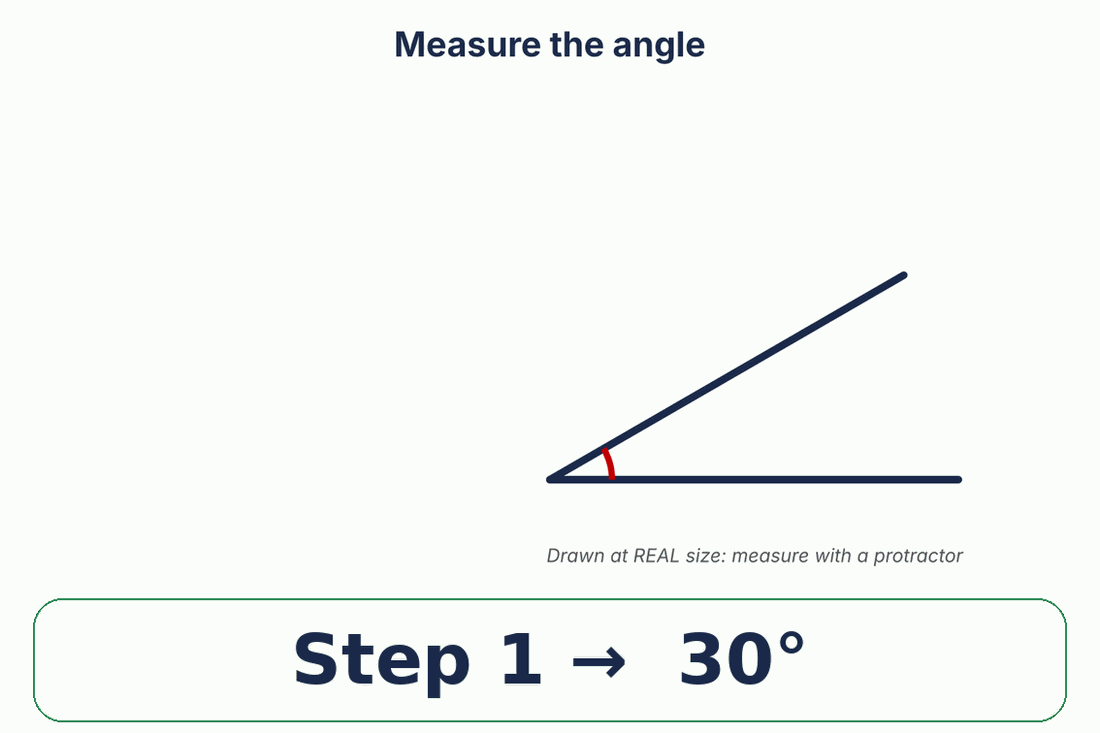 Measure the angle
Drawn at REAL size: measure with a protractor
Step 1 → 30°